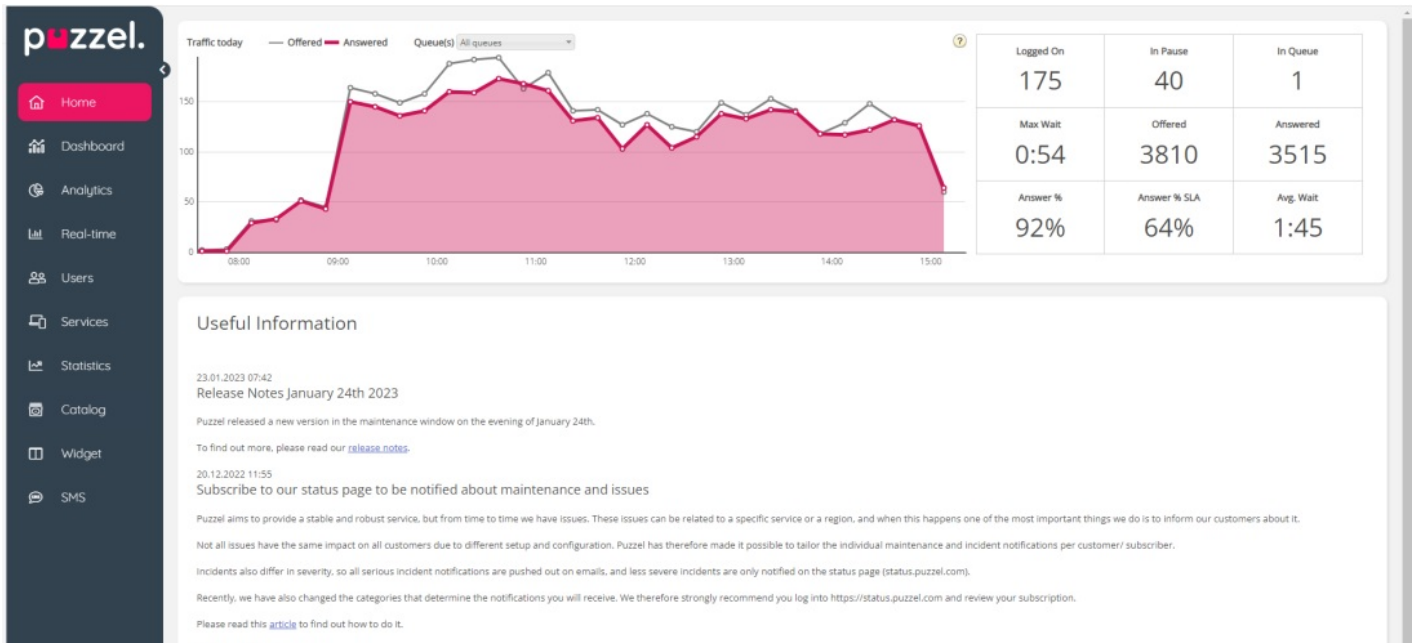 puzzel.
Home
Dashboard
Analytics
Real-time
Users
Services
Statistics
Catalog
Widget
SMS
Traffic today Offered Answered Queue(s) All queues ?
150
100
50
0
08:00 09:00 10:00 11:00 12:00 13:00 14:00 15:00
Logged On In Pause In Queue
175 40 1
Max Wait Offered Answered
0:54 3810 3515
Answer % Answer % SLA Avg. Wait
92% 64% 1:45
Useful Information
23.01.2023 07:42
Release Notes January 24th 2023
Puzzel released a new version in the maintenance window on the evening of January 24th.
To find out more, please read our release notes.
20.12.2022 11:55
Subscribe to our status page to be notified about maintenance and issues
Puzzel aims to provide a stable and robust service, but from time to time we have issues. These issues can be related to a specific service or a region, and when this happens one of the most important things we do is to inform our customers about it.
Not all issues have the same impact on all customers due to different setup and configuration. Puzzel has therefore made it possible to tailor the individual maintenance and incident notifications per customer/ subscriber.
Incidents also differ in severity, so all serious incident notifications are pushed out on emails, and less severe incidents are only notified on the status page (status.puzzel.com).
Recently, we have also changed the categories that determine the notifications you will receive. We therefore strongly recommend you log into https://status.puzzel.com and review your subscription.
Please read this article to find out how to do it.